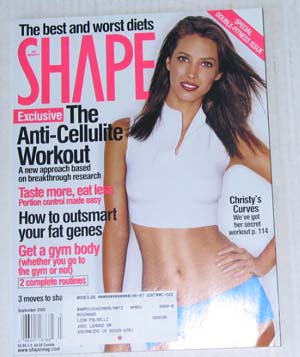 The best and worst diets
SPECIAL
DOUBLE-FITNESS ISSUE
SHAPE
Exclusive The
Anti-Cellulite
Workout
A new approach based
on breakthrough research
Taste more, eat less
Portion control made easy
How to outsmart
your fat genes
Get a gym body
(whether you go to
the gym or not)
2 complete routines
3 moves to sha
Christy's
Curves
We've got
her secret
workout p. 114
September 2000
www.shapemag.com